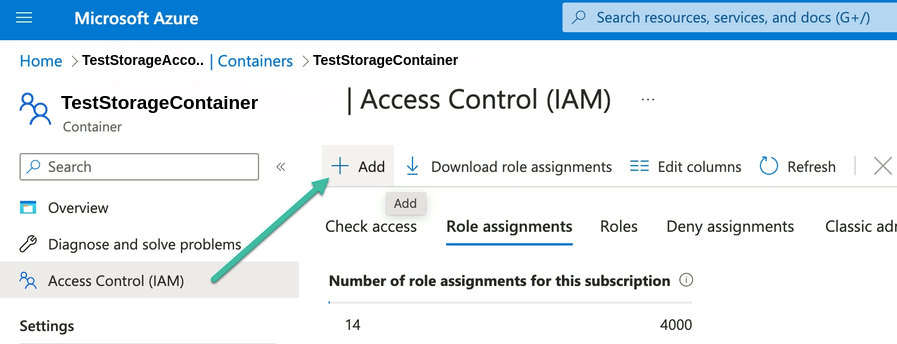 Microsoft Azure
Search resources, services, and docs (G+/)
Home > TestStorageAcco.. | Containers > TestStorageContainer
TestStorageContainer
Container
| Access Control (IAM) ...
Search
«
Add
Download role assignments
Edit columns
Refresh
Add
Overview
Diagnose and solve problems
Access Control (IAM)
Settings
Check access
Role assignments
Roles
Deny assignments
Classic adr
Number of role assignments for this subscription
14
4000